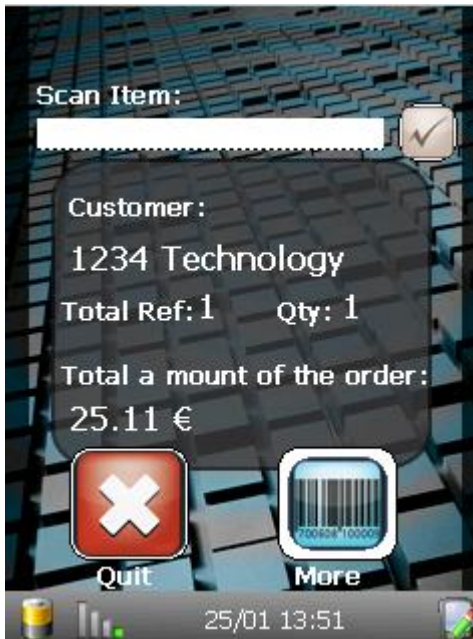 Scan Item:
Customer:
1234 Technology
Total Ref: 1 Qty: 1
Total a mount of the order:
25.11 €
Quit More
25/01 13:51